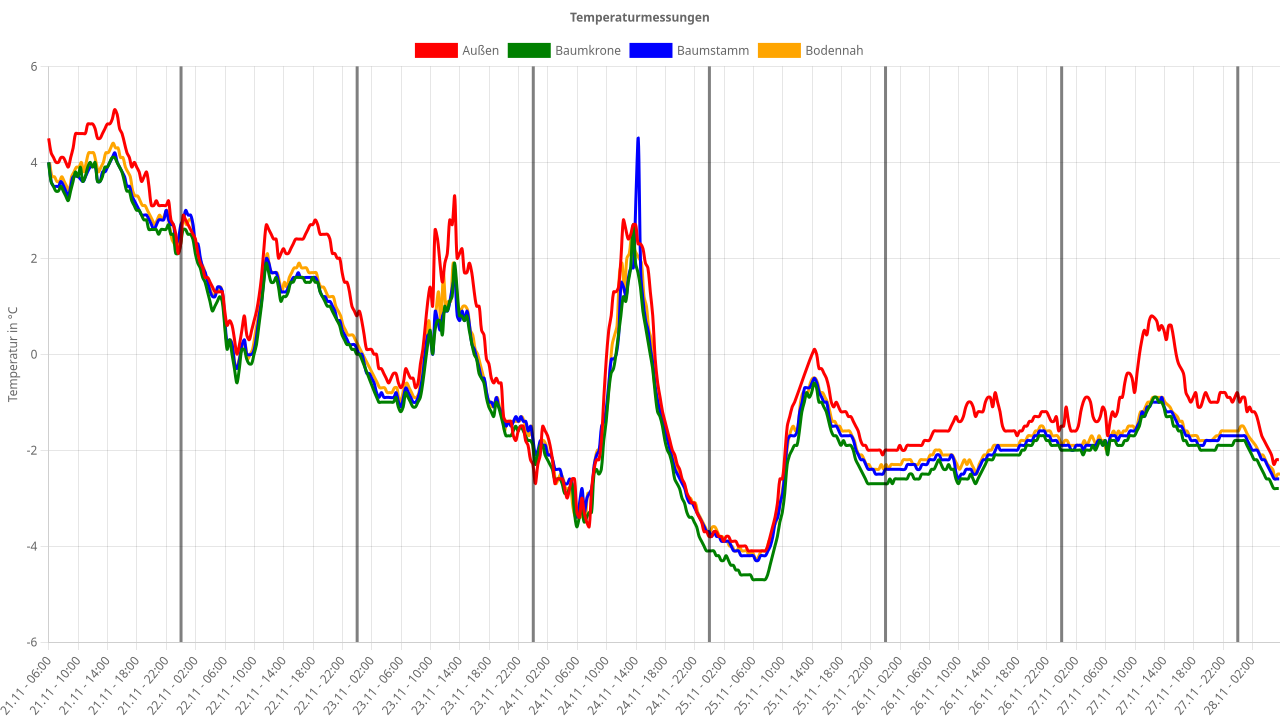 Temperaturmessungen
Außen Baumkrone Baumstamm Bodennah
Temperatur in °C
6
4
2
0
-2
-4
-6
21.11 - 06:00
21.11 - 10:00
21.11 - 14:00
21.11 - 18:00
21.11 - 22:00
22.11 - 02:00
22.11 - 06:00
22.11 - 10:00
22.11 - 14:00
22.11 - 18:00
22.11 - 22:00
23.11 - 02:00
23.11 - 06:00
23.11 - 10:00
23.11 - 14:00
23.11 - 18:00
23.11 - 22:00
24.11 - 02:00
24.11 - 06:00
24.11 - 10:00
24.11 - 14:00
24.11 - 18:00
24.11 - 22:00
25.11 - 02:00
25.11 - 06:00
25.11 - 10:00
25.11 - 14:00
25.11 - 18:00
25.11 - 22:00
26.11 - 02:00
26.11 - 06:00
26.11 - 10:00
26.11 - 14:00
26.11 - 18:00
26.11 - 22:00
27.11 - 02:00
27.11 - 06:00
27.11 - 10:00
27.11 - 14:00
27.11 - 18:00
27.11 - 22:00
28.11 - 02:00